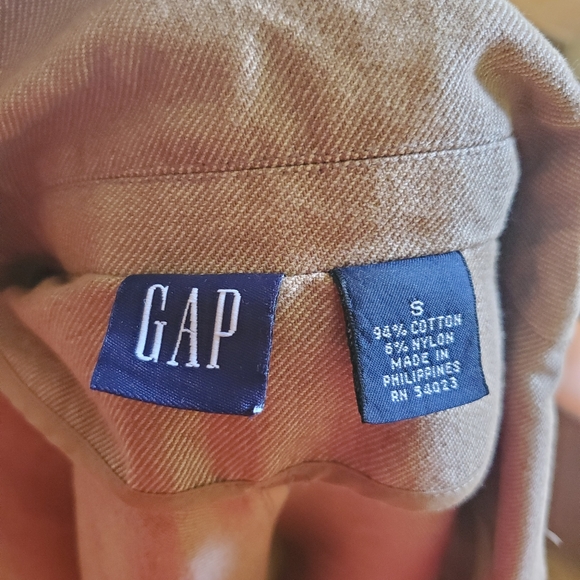 GAP
S
94% COTTON
6% NYLON
MADE IN
PHILIPPINES
RN 54023